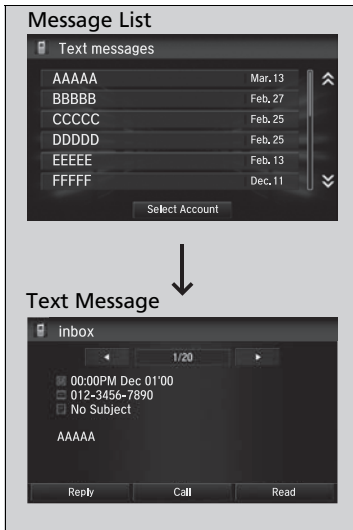 Message List
Text messages
AAAAA Mar. 13
BBBBB Feb. 27
CCCCC Feb. 25
DDDDD Feb. 25
EEEEE Feb. 13
FFFFF Dec. 11
Select Account
Text Message
inbox
1/20
00:00PM Dec 01'00
012-3456-7890
No Subject
AAAAA
Reply Call Read